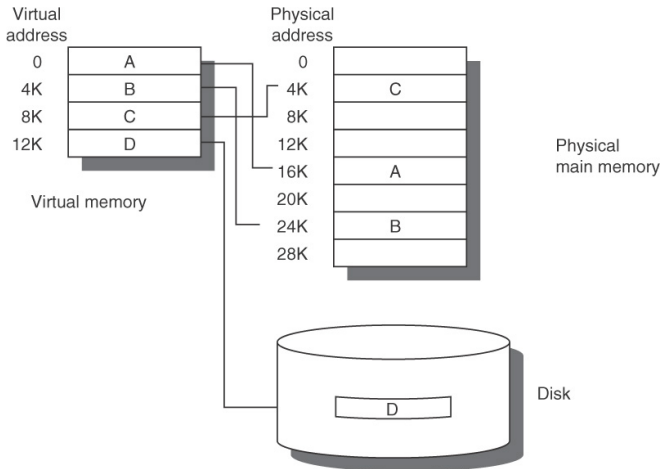 Virtual
address
Physical
address
0
A
4K
B
8K
C
12K
D
Virtual memory
0
4K
C
8K
12K
16K
A
20K
24K
B
28K
Physical
main memory
D
Disk